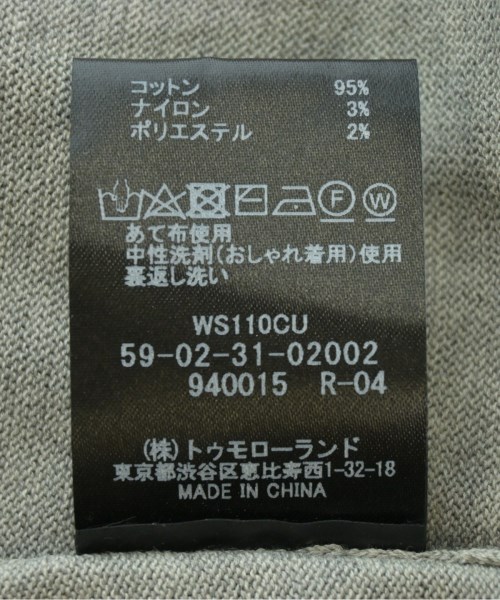 コットン 95%
ナイロン 3%
ポリエステル 2%
F W
あて布使用
中性洗剤(おしゃれ着用)使用
裏返し洗い
WS110CU
59-02-31-02002
940015 R-04
(株)トゥモローランド
東京都渋谷区恵比寿西1-32-18
MADE IN CHINA